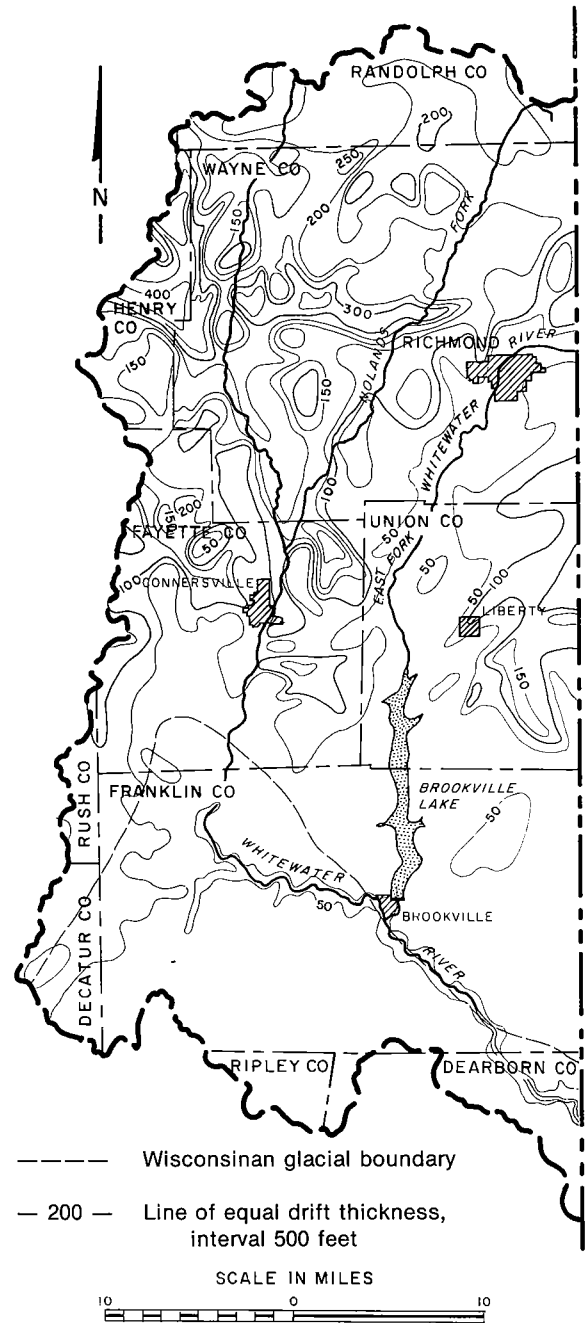 RANDOLPH CO
200
250
WAYNE CO
200
150
N
FORK
400
HENRY
CO
300
150
RICHMOND
RIVER
150
NOLANDS
WHITEWATER
100
200
150
FAYETTE CO
50
UNION CO
50
50
EAST FORK
100
CONNERSVILLE
50
100
LIBERTY
150
RUSH CO
FRANKLIN CO
BROOKVILLE
LAKE
50
WHITEWATER
50
BROOKVILLE
RIVER
DECATUR CO
RIPLEY CO
DEARBORN CO
Wisconsinan glacial boundary
— 200 — Line of equal drift thickness,
interval 500 feet
SCALE IN MILES
10 0 10